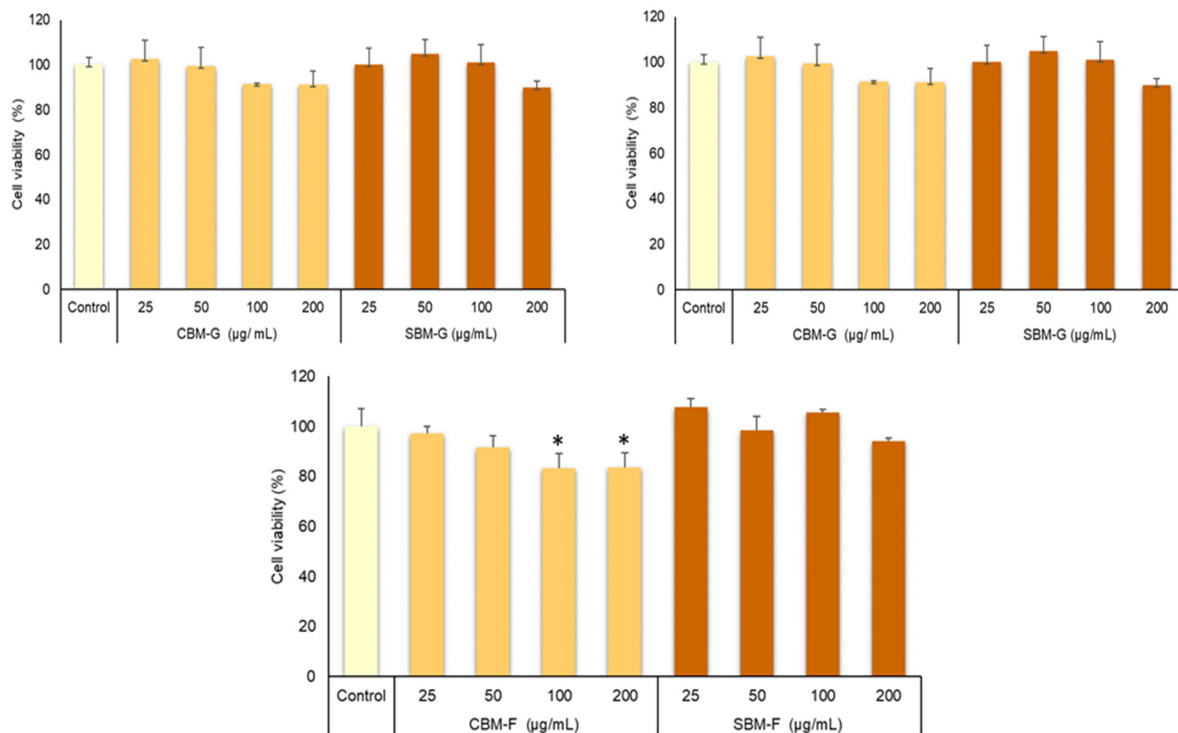 120
100
80
60
40
20
0
Cell viability (%)
Control 25 50 100 200 25 50 100 200
CBM-G (µg/ mL) SBM-G (µg/mL)
120
100
80
60
40
20
0
Cell viability (%)
Control 25 50 100 200 25 50 100 200
CBM-G (µg/mL) SBM-G (µg/mL)
120
100
80
60
40
20
0
Cell viability (%)
* *
Control 25 50 100 200 25 50 100 200
CBM-F (µg/mL) SBM-F (µg/mL)